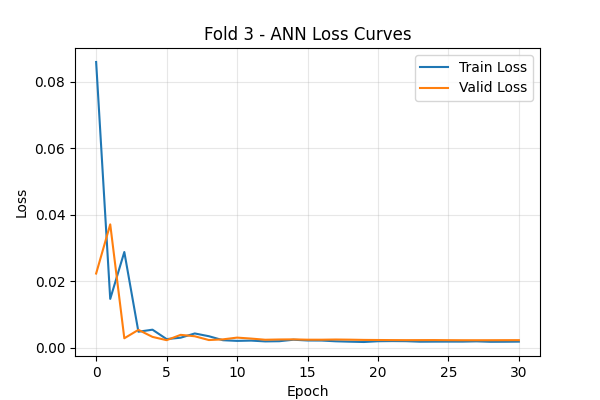 Fold 3 - ANN Loss Curves
Train Loss
Valid Loss
0.08
0.06
0.04
0.02
0.00
Loss
0 5 10 15 20 25 30
Epoch